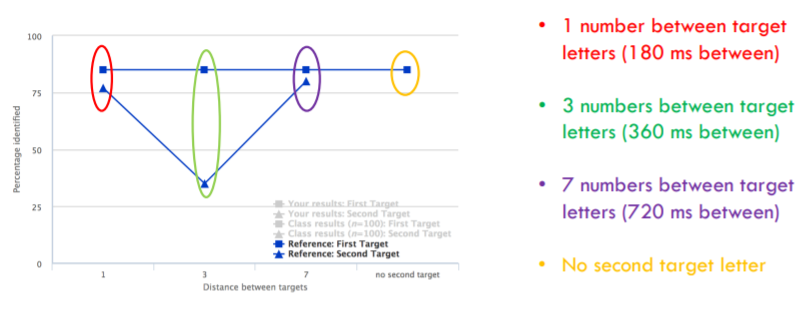 100
75
50
25
0
Percentage identified
1
3
7
no second target
Distance between targets
Your results: First Target
Your results: Second Target
Class results (n=100): First Target
Class results (n=100): Second Target
Reference: First Target
Reference: Second Target
• 1 number between target
letters (180 ms between)
• 3 numbers between target
letters (360 ms between)
• 7 numbers between target
letters (720 ms between)
• No second target letter